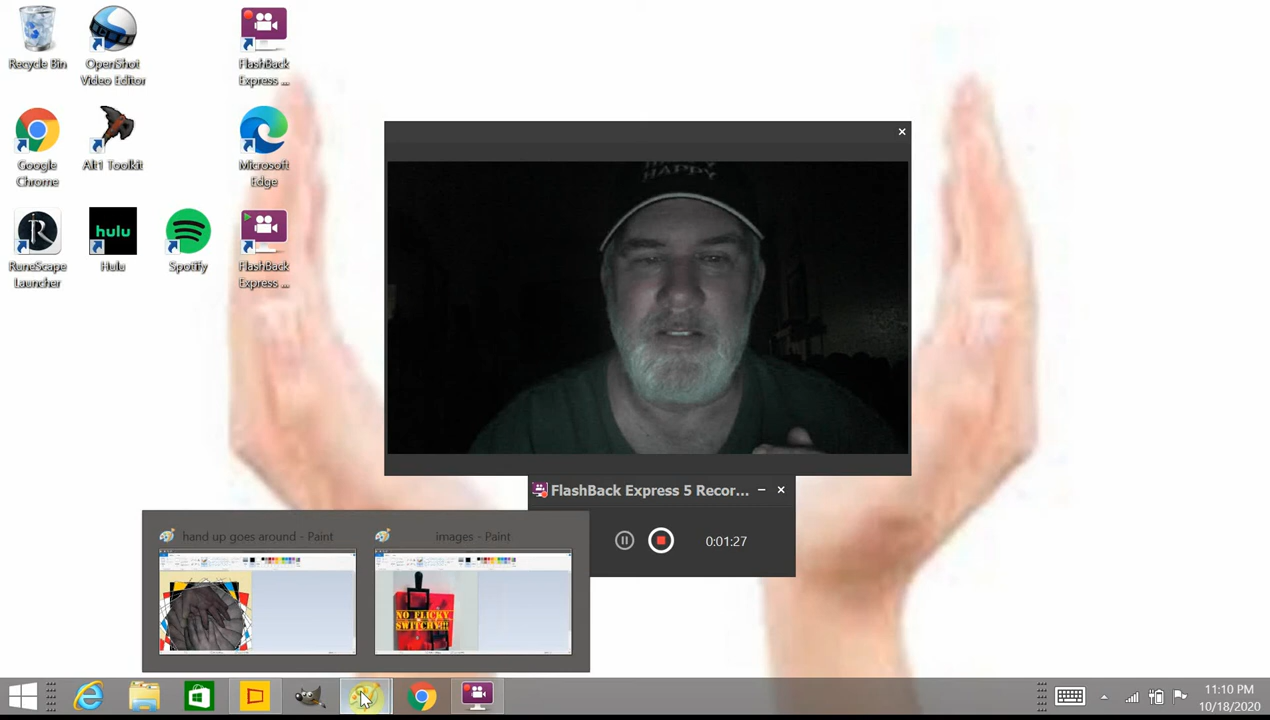 Recycle Bin
OpenShot
Video Editor
FlashBack
Express ...
Google
Chrome
Alt1 Toolkit
Microsoft
Edge
RuneScape
Launcher
hulu
Hulu
Spotify
FlashBack
Express ...
HAPPY
FlashBack Express 5 Recor...
0:01:27
hand up goes around - Paint
images - Paint
NO FLICKY
SWITCHY!!!
11:10 PM
10/18/2020